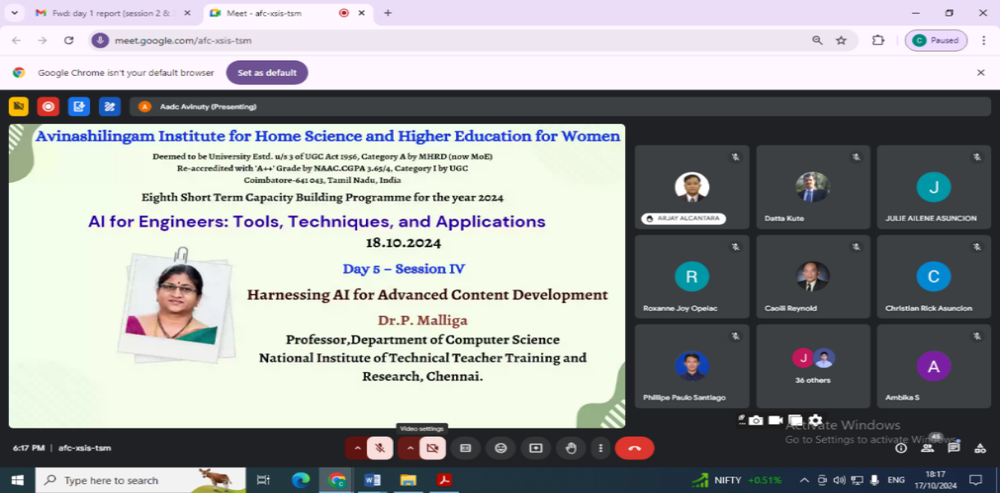 Fwd: day 1 report (session 2 &
Meet - afc-xsis-tsm
meet.google.com/afc-xsis-tsm
C Paused
Google Chrome isn't your default browser
Set as default
A Aadc Avinuty (Presenting)
Avinashilingam Institute for Home Science and Higher Education for Women
Deemed to be University Estd. u/s 3 of UGC Act 1956, Category A by MHRD (now MoE)
Re-accredited with 'A++' Grade by NAAC.CGPA 3.65/4, Category I by UGC
Coimbatore-641 043, Tamil Nadu, India
Eighth Short Term Capacity Building Programme for the year 2024
AI for Engineers: Tools, Techniques, and Applications
18.10.2024
Day 5 – Session IV
Harnessing AI for Advanced Content Development
Dr.P. Malliga
Professor,Department of Computer Science
National Institute of Technical Teacher Training and
Research, Chennai.
ARJAY ALCANTARA
Datta Kute
J
JULIE AILENE ASUNCION
R
Roxanne Joy Opelac
Caoili Reynold
C
Christian Rick Asuncion
Phillipe Paulo Santiago
J
36 others
A
Ambika S
Video settings
6:17 PM | afc-xsis-tsm
45
Activate Windows
Go to Settings to activate Windows
Type here to search
NIFTY +0.51%
ENG
18:17
17/10/2024